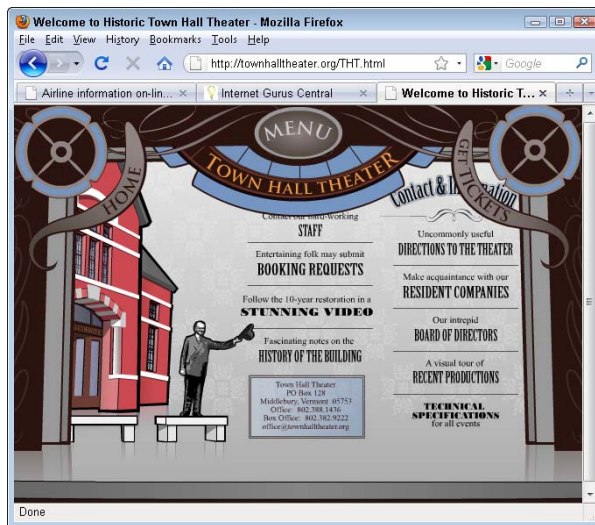 Welcome to Historic Town Hall Theater - Mozilla Firefox
File Edit View History Bookmarks Tools Help
http://townhalltheater.org/THT.html
Google
Airline information on-lin...
Internet Gurus Central
Welcome to Historic T...
MENU
TOWN HALL THEATER
HOME
GET TICKETS
Contact our hard-working
STAFF
Entertaining folk may submit
BOOKING REQUESTS
Follow the 10-year restoration in a
STUNNING VIDEO
Fascinating notes on the
HISTORY OF THE BUILDING
Town Hall Theater
PO Box 128
Middlebury, Vermont 05753
Office: 802.388.1436
Box Office: 802.382.9222
office@townhalltheater.org
Contact &
Uncommonly useful
DIRECTIONS TO THE THEATER
Make acquaintance with our
RESIDENT COMPANIES
Our intrepid
BOARD OF DIRECTORS
A visual tour of
RECENT PRODUCTIONS
TECHNICAL
SPECIFICATIONS
for all events
Done